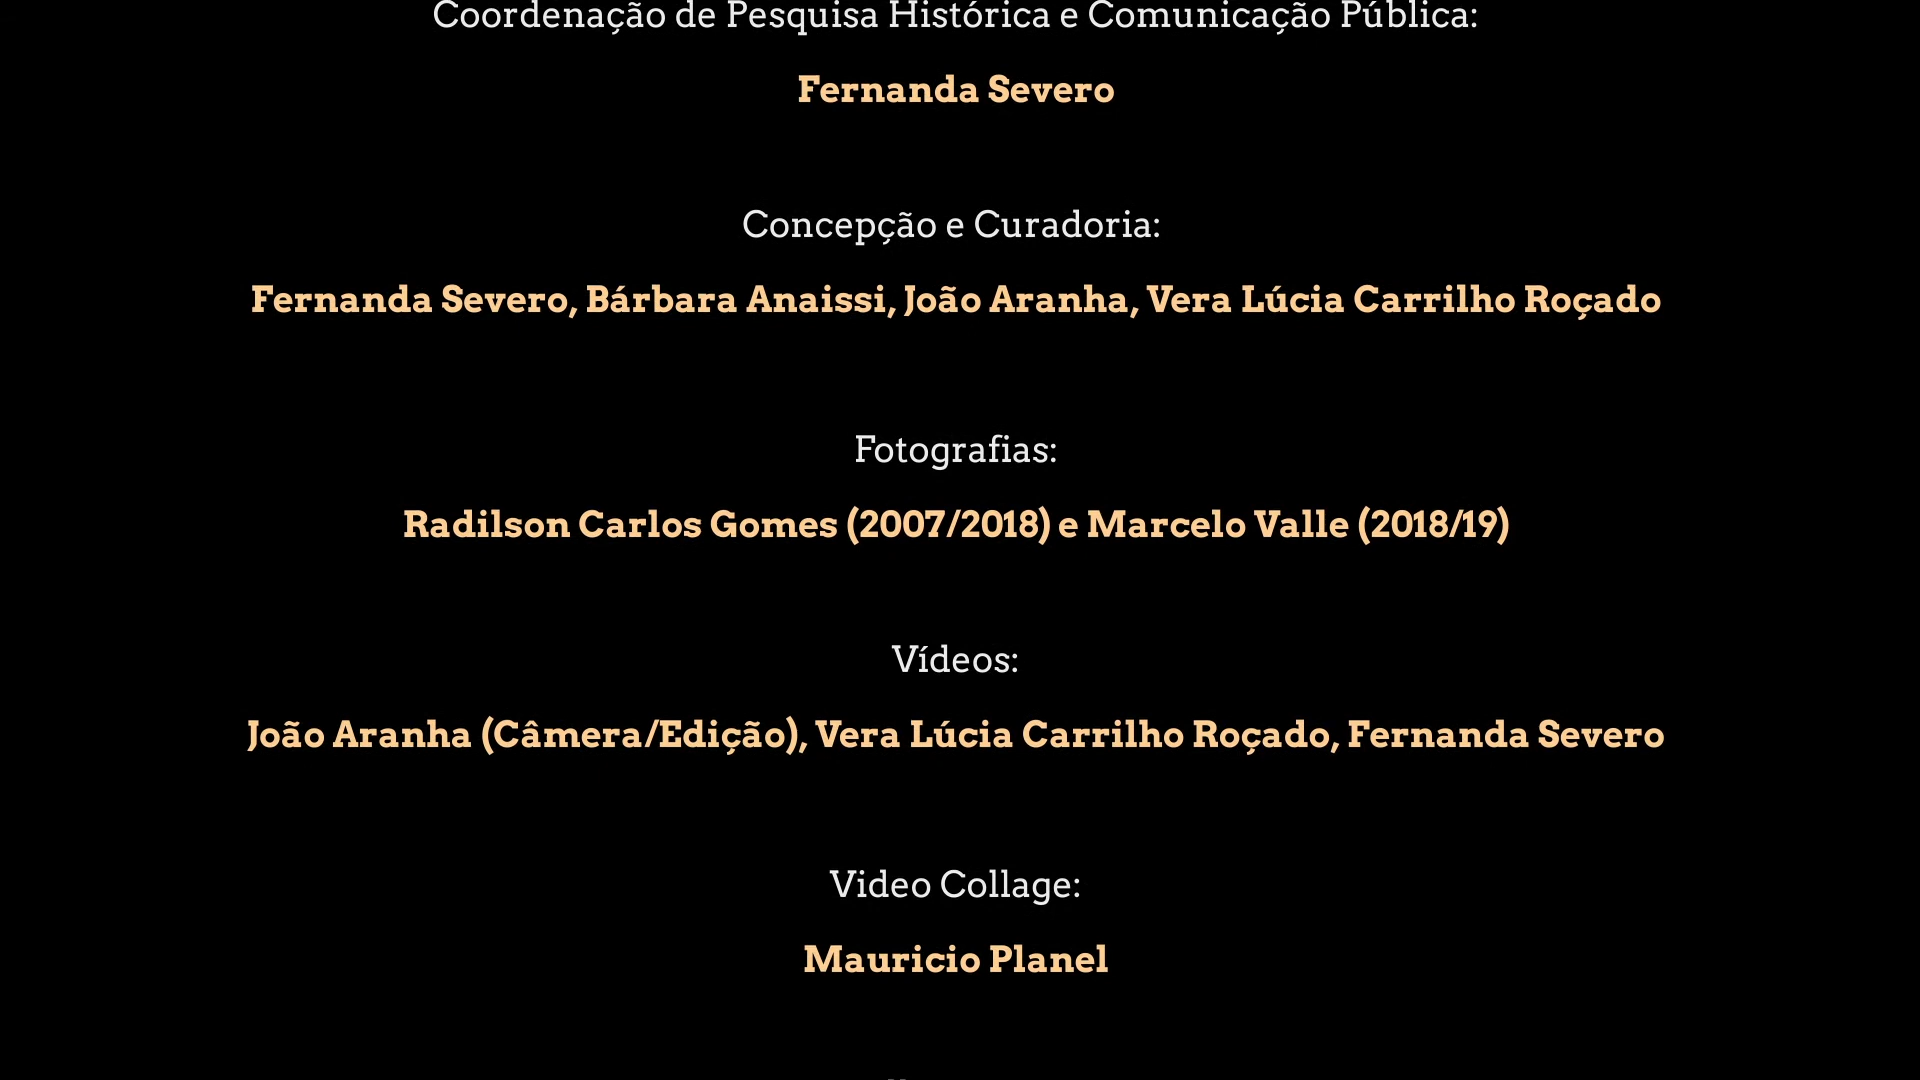 Coordenação de Pesquisa Histórica e Comunicação Pública:
Fernanda Severo
Concepção e Curadoria:
Fernanda Severo, Bárbara Anaissi, João Aranha, Vera Lúcia Carrilho Roçado
Fotografias:
Radilson Carlos Gomes (2007/2018) e Marcelo Valle (2018/19)
Vídeos:
João Aranha (Câmera/Edição), Vera Lúcia Carrilho Roçado, Fernanda Severo
Video Collage:
Mauricio Planel